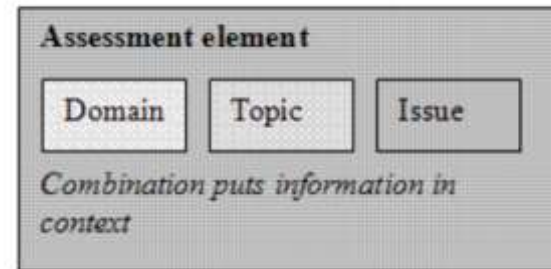 Assessment element
Domain Topic Issue
Combination puts information in
context